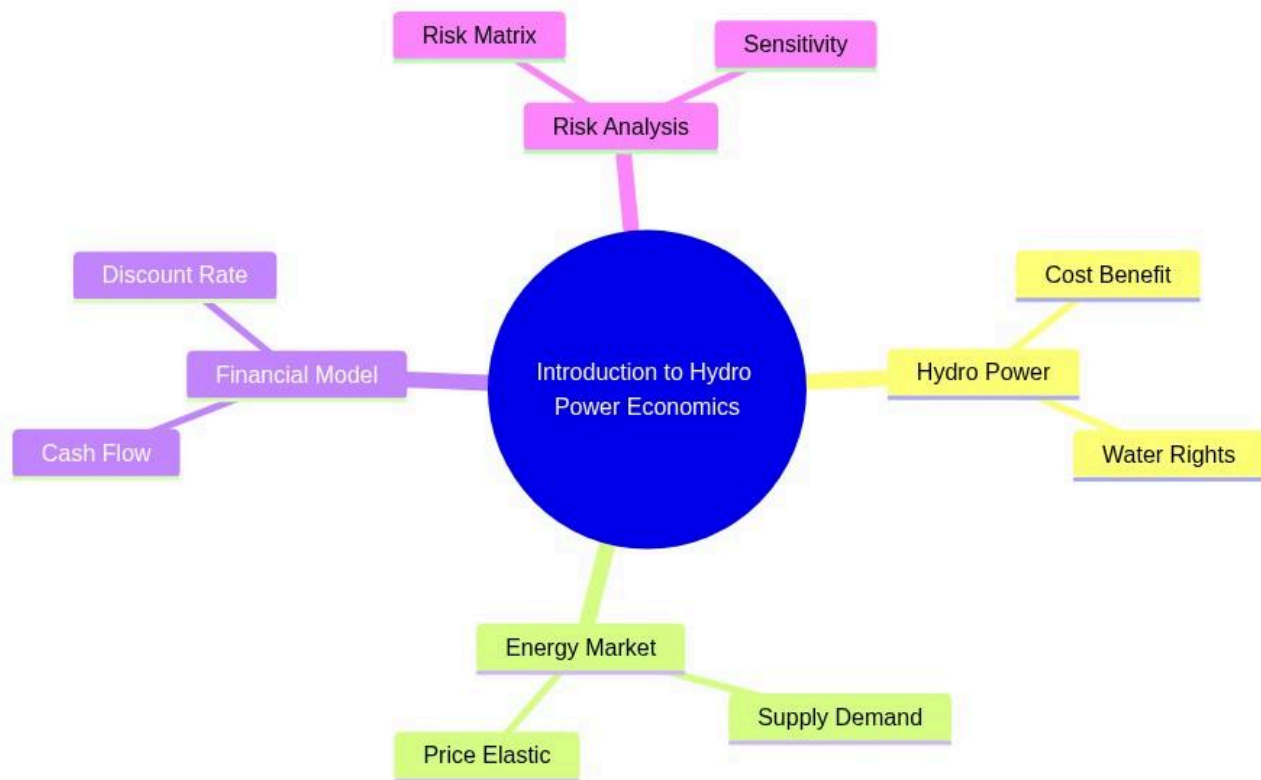 Risk Matrix
Sensitivity
Risk Analysis
Discount Rate
Cost Benefit
Financial Model
Introduction to Hydro
Power Economics
Hydro Power
Cash Flow
Water Rights
Energy Market
Supply Demand
Price Elastic